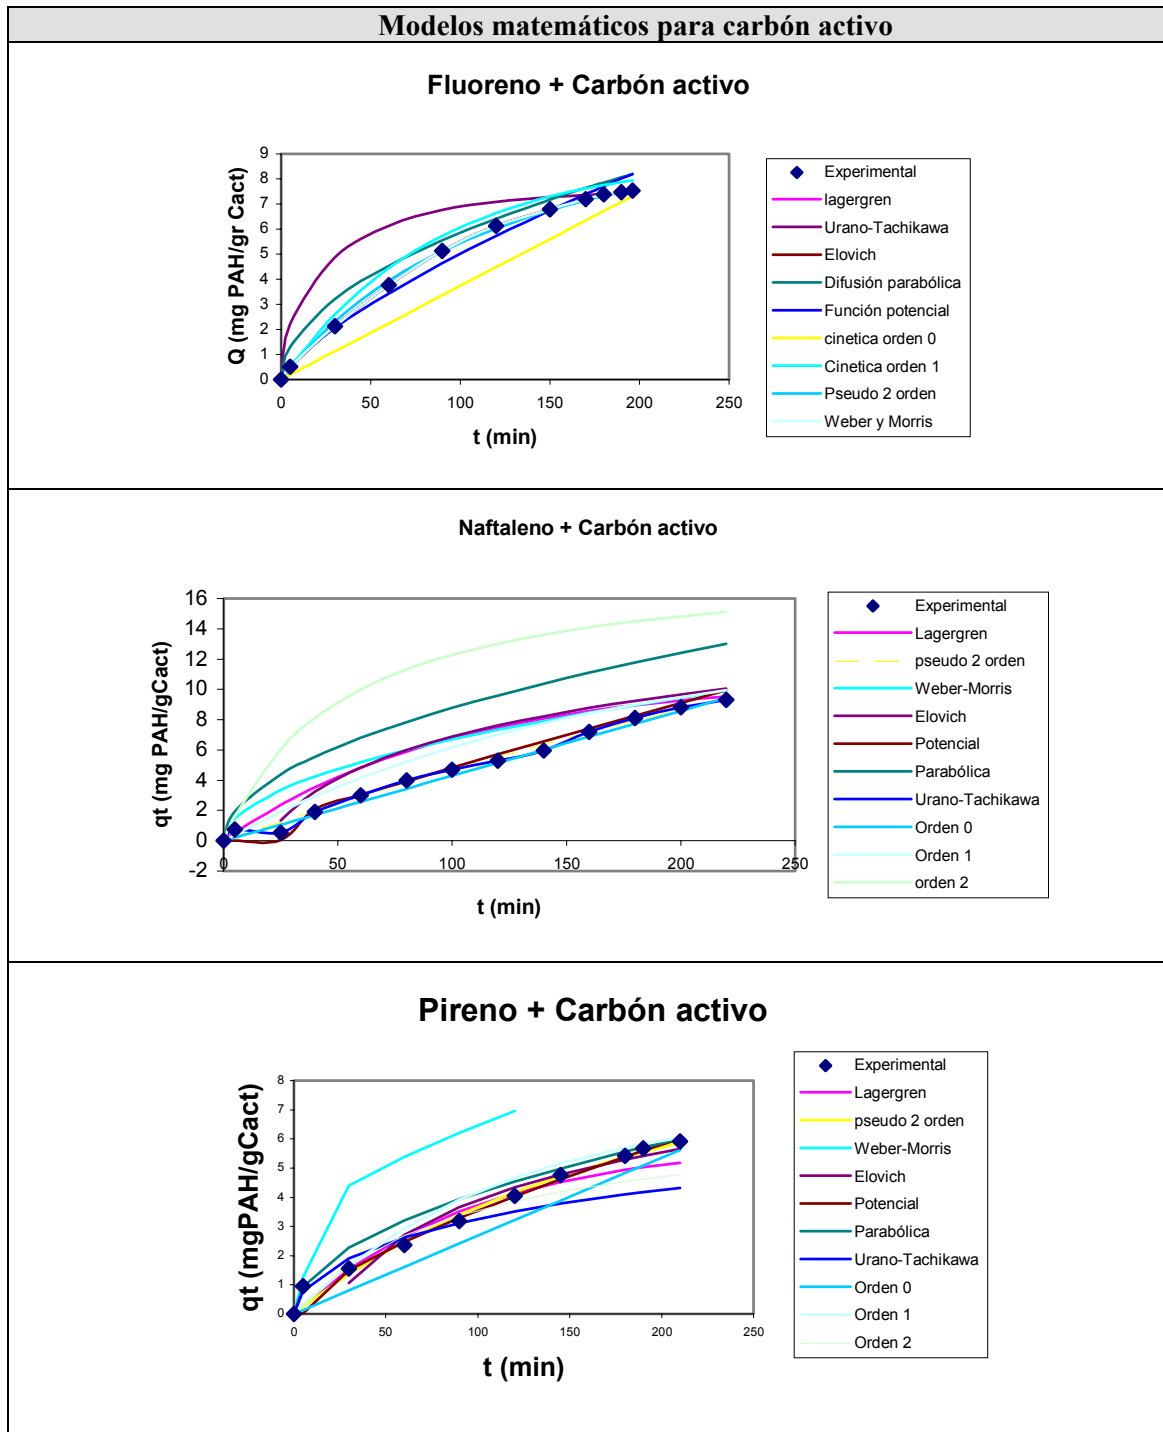 Modelos matemáticos para carbón activo
Fluoreno + Carbón activo
Q (mg PAH/gr Cact)
9
8
7
6
5
4
3
2
1
0
0 50 100 150 200 250
t (min)
Experimental
lagergren
Urano-Tachikawa
Elovich
Difusión parabólica
Función potencial
cinetica orden 0
Cinetica orden 1
Pseudo 2 orden
Weber y Morris
Naftaleno + Carbón activo
qt (mg PAH/gCact)
16
14
12
10
8
6
4
2
0
-2
0 50 100 150 200 250
t (min)
Experimental
Lagergren
pseudo 2 orden
Weber-Morris
Elovich
Potencial
Parabólica
Urano-Tachikawa
Orden 0
Orden 1
orden 2
Pireno + Carbón activo
qt (mgPAH/gCact)
8
7
6
5
4
3
2
1
0
0 50 100 150 200 250
t (min)
Experimental
Lagergren
pseudo 2 orden
Weber-Morris
Elovich
Potencial
Parabólica
Urano-Tachikawa
Orden 0
Orden 1
Orden 2